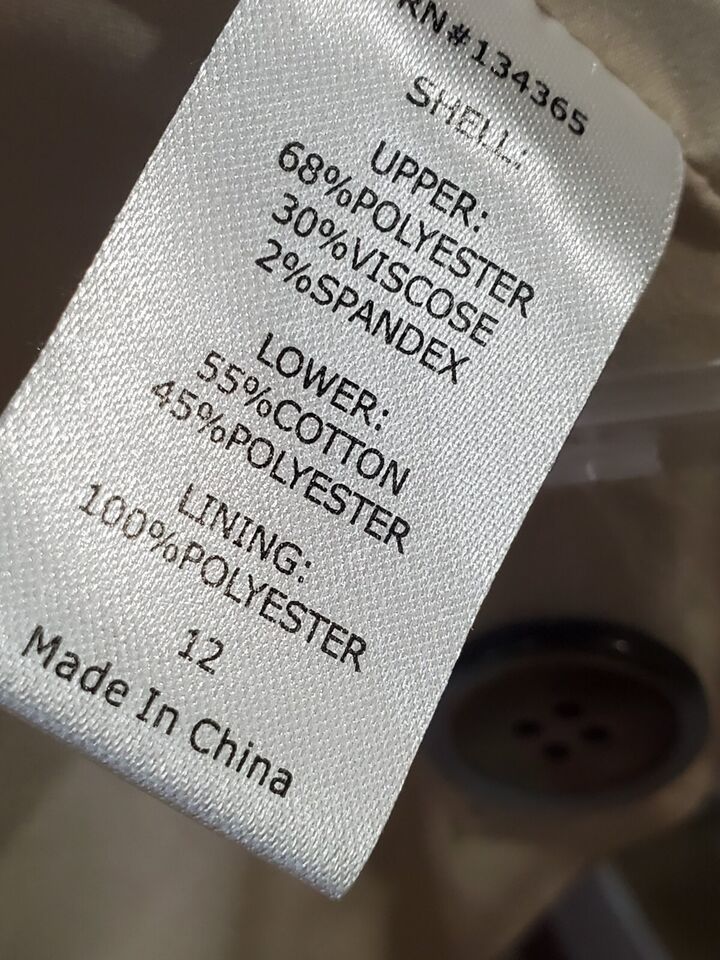 RN#134365
SHELL:
UPPER:
68%POLYESTER
30%VISCOSE
2%SPANDEX
LOWER:
55%COTTON
45%POLYESTER
LINING:
100%POLYESTER
12
Made In China